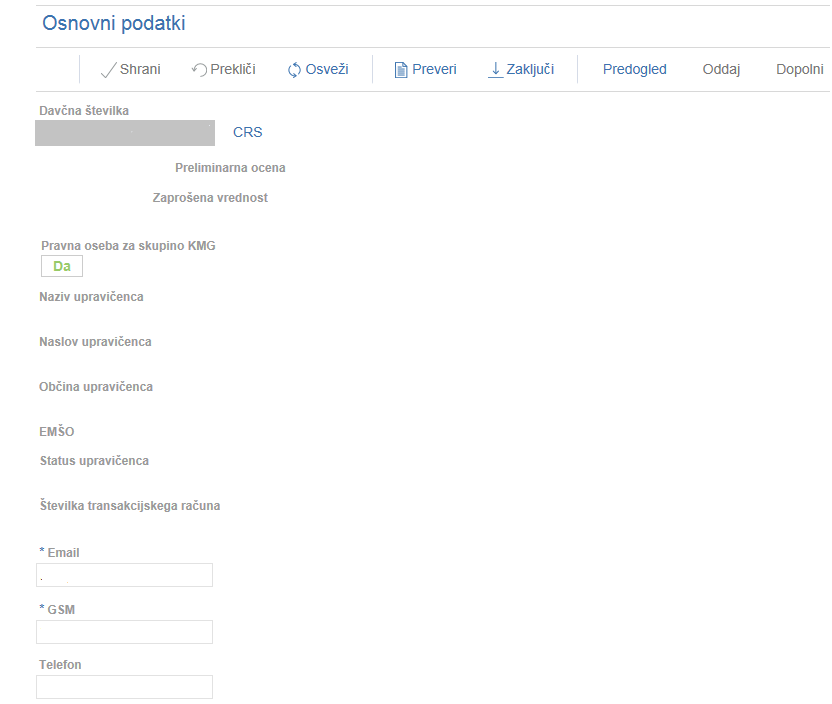 Osnovni podatki
Shrani Prekliči Osveži Preveri Zaključi Predogled Oddaj Dopolni
Davčna številka
CRS
Preliminarna ocena
Zaprošena vrednost
Pravna oseba za skupino KMG
Da
Naziv upravičenca
Naslov upravičenca
Občina upravičenca
EMŠO
Status upravičenca
Številka transakcijskega računa
* Email
* GSM
Telefon